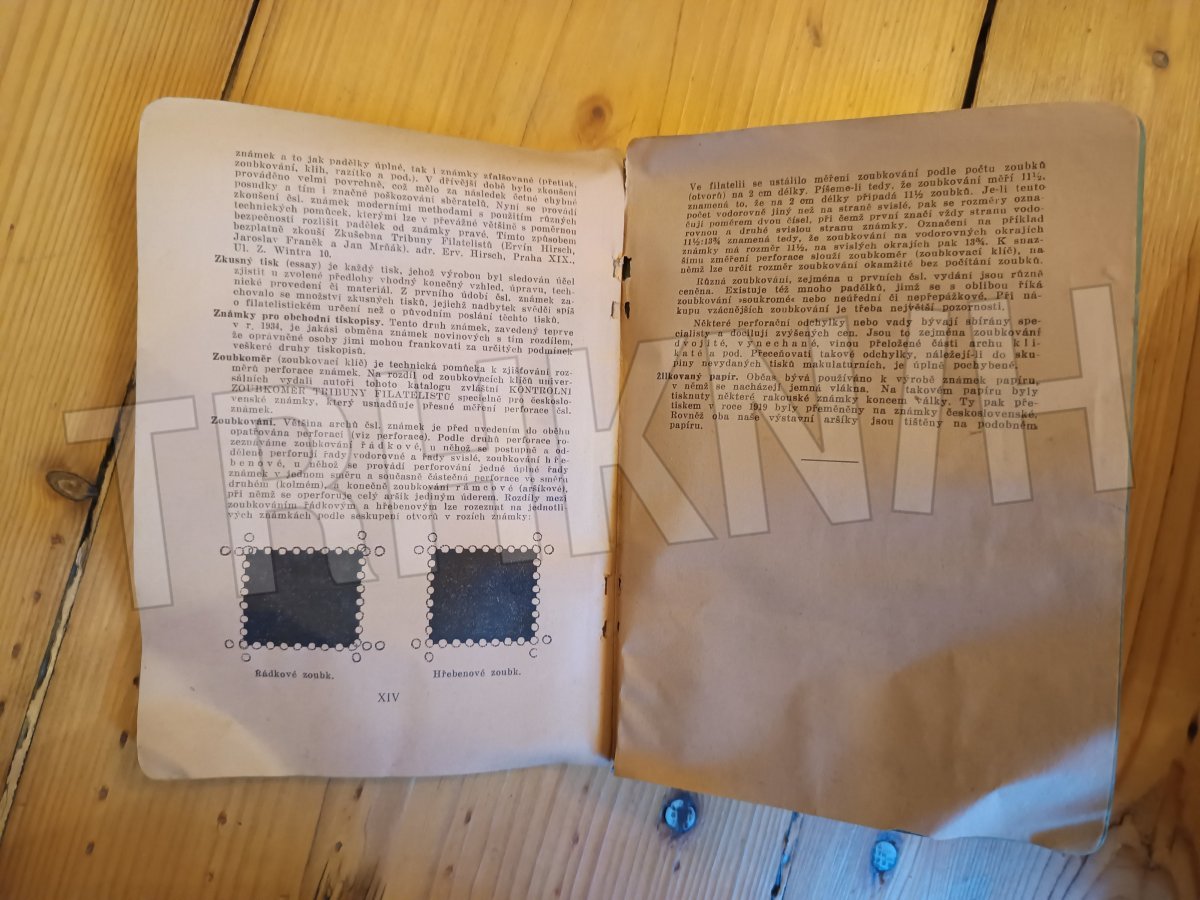 známek a to jak padělky úplné, tak i známky zfalšované (přetisk,
zoubkování, klih, razítko a pod.). V dřívější době bylo zkoušení
prováděno velmi povrchně, což mělo za následek četné chybné
posudky a tím i značné poškozování sběratelů. Nyní se provádí
zkoušení čsl. známek moderními methodami s použitím různých
technických pomůcek, kterými lze v převážné většině s poměrnou
bezpečností rozlišit padělek od známky pravé. Tímto způsobem
bezplatně zkouší Zkušebna Tribuny Filatelistů (Ervín Hirsch,
Jaroslav Franěk a Jan Mrňák). adr. Erv. Hirsch, Praha XIX.,
Ul. Z. Wintra 10.
Zkusný tisk (essay) je každý tisk, jehož výrobou byl sledován účel
zjistit u zvolené předlohy vhodný konečný vzhled, úpravu, tech-
nické provedení či materiál. Z prvního údobí čsl. známek za-
chovalo se množství zkusných tisků, jejichž nadbytek svědčí spíš
o filatelistickém určení než o původním poslání těchto tisků.
Známky pro obchodní tiskopisy. Tento druh známek, zavedený teprve
v r. 1934, je jakási obměna známek novinových s tím rozdílem,
že oprávněné osoby jimi mohou frankovati za určitých podmínek
veškeré druhy tiskopisů.
Zoubkoměr (zoubkovací klíč) je technická pomůcka k zjišťování roz-
měrů perforace známek. Na rozdíl od zoubkovacích klíčů univer-
sálních vydali autoři tohoto katalogu zvláštní KONTROLNI
ZOUBKOMĚR TRIBUNY FILATELISTŮ specielně pro českoslo-
venské známky, který usnadňuje přesné měření perforace čsl.
známek.
Zoubkování. Většina archů čsl. známek je před uvedením do oběhu
opatřována perforací (viz perforace). Podle druhů perforace ro-
zeznáváme zoubkování řádkové, u něhož se postupně a od-
děleně perforují řady vodorovné a řady svislé, zoubkování hře-
benové, u něhož se provádí perforování jedné úplné řady
známek v jednom směru a současně částečná perforace ve směru
druhém (kolmém), a konečně zoubkování rámcové (aršíkové),
při němž se operforuje celý aršík jediným úderem. Rozdíly mezi
zoubkováním řádkovým a hřebenovým lze rozeznat na jednotli-
vých známkách podle seskupení otvorů v rozích známky:
Řádkové zoubk.
Hřebenové zoubk.
XIV
Ve filatelii se ustálilo měření zoubkování podle počtu zoubků
(otvorů) na 2 cm délky. Píšeme-li tedy, že zoubkování měří 11½,
znamená to, že na 2 cm délky připadá 11½ zoubků. Je-li tento
počet vodorovně jiný než na straně svislé, pak se rozměry ozna-
čují poměrem dvou čísel, při čemž první značí vždy stranu vodo-
rovnou a druhé svislou stranu známky. Označení na příklad
11½:13¾ znamená tedy, že zoubkování na vodorovných okrajích
známky má rozměr 11½, na svislých okrajích pak 13¾. K snaz-
šímu změření perforace slouží zoubkoměr (zoubkovací klíč), na
němž lze určit rozměr zoubkování okamžitě bez počítání zoubků.
Různá zoubkování, zejména u prvních čsl. vydání jsou různě
ceněna. Existuje též mnoho padělků, jimž se s oblibou říká
zoubkování »soukromé« nebo neúřední či nepřepážkové. Při ná-
kupu vzácnějších zoubkování je třeba největší pozornosti.
Některé perforační odchylky nebo vady bývají sbírány spe-
cialisty a docilují zvýšených cen. Jsou to zejména zoubkování
dvojité, výnechané, vinou přeložené části archu kli-
katé a pod. Přeceňovati takové odchylky, náležejí-li do sku-
piny nevydaných tisků makulaturních, je úplně pochybené.
Žilkovaný papír. Občas bývá používáno k výrobě známek papíru,
v němž se nacházejí jemná vlákna. Na takovém papíru byly
tisknuty některé rakouské známky koncem války. Ty pak pře-
tiskem v roce 1919 byly přeměněny na známky československé.
Rovněž oba naše výstavní aršíky jsou tištěny na podobném
papíru.
TRHKNIH